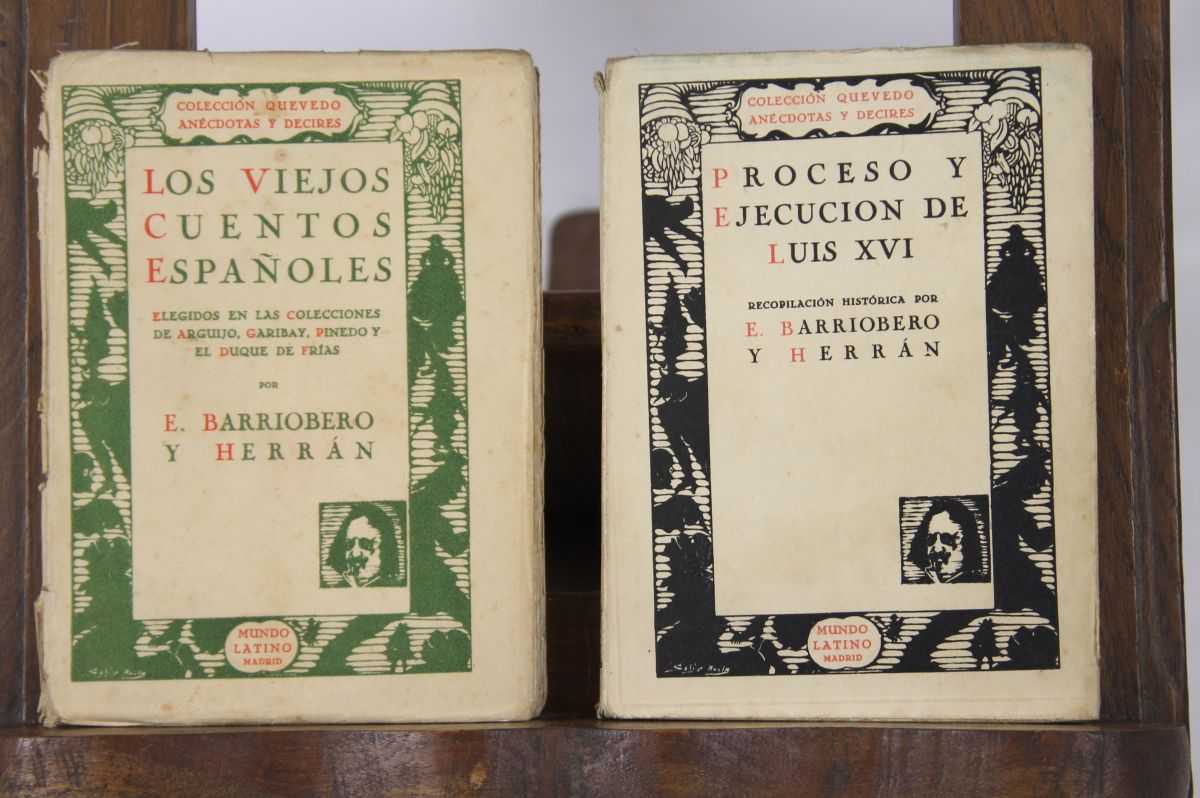 COLECCIÓN QUEVEDO
ANÉCDOTAS Y DECIRES
LOS VIEJOS
CUENTOS
ESPAÑOLES
ELEGIDOS EN LAS COLECCIONES
DE ARGUIJO, GARIBAY, PINEDO Y
EL DUQUE DE FRÍAS
POR
E. BARRIOBERO
Y HERRÁN
MUNDO
LATINO
MADRID
COLECCIÓN QUEVEDO
ANÉCDOTAS Y DECIRES
PROCESO Y
EJECUCION DE
LUIS XVI
RECOPILACIÓN HISTÓRICA POR
E. BARRIOBERO
Y HERRÁN
MUNDO
LATINO
MADRID